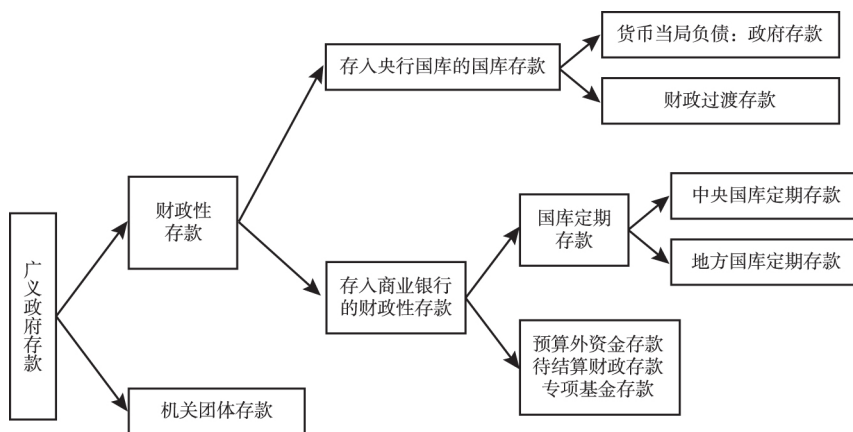 广义政府存款
财政性
存款
机关团体存款
存入央行国库的国库存款
存入商业银行
的财政性存款
货币当局负债：政府存款
财政过渡存款
国库定期
存款
预算外资金存款
待结算财政存款
专项基金存款
中央国库定期存款
地方国库定期存款